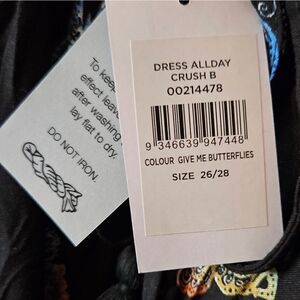 DRESS ALLDAY
CRUSH B
00214478
9 346639 947448
COLOUR GIVE ME BUTTERFLIES
SIZE 26/28
To keep
effect leave
after washing
lay flat to dry.
DO NOT IRON.